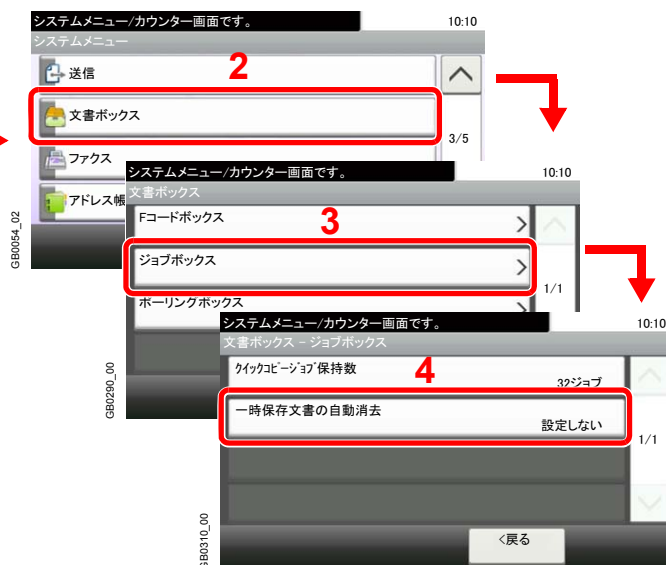 システムメニュー/カウンター画面です。 10:10
システムメニュー
送信
2
文書ボックス
3/5
ファクス
アドレス帳
GB0054_02
システムメニュー/カウンター画面です。 10:10
文書ボックス
Fコードボックス
3
ジョブボックス
1/1
ポーリングボックス
GB0290_00
システムメニュー/カウンター画面です。 10:10
文書ボックス - ジョブボックス
クイックコピージョブ保持数
4
32ジョブ
一時保存文書の自動消去
設定しない
1/1
<戻る
GB0310_00